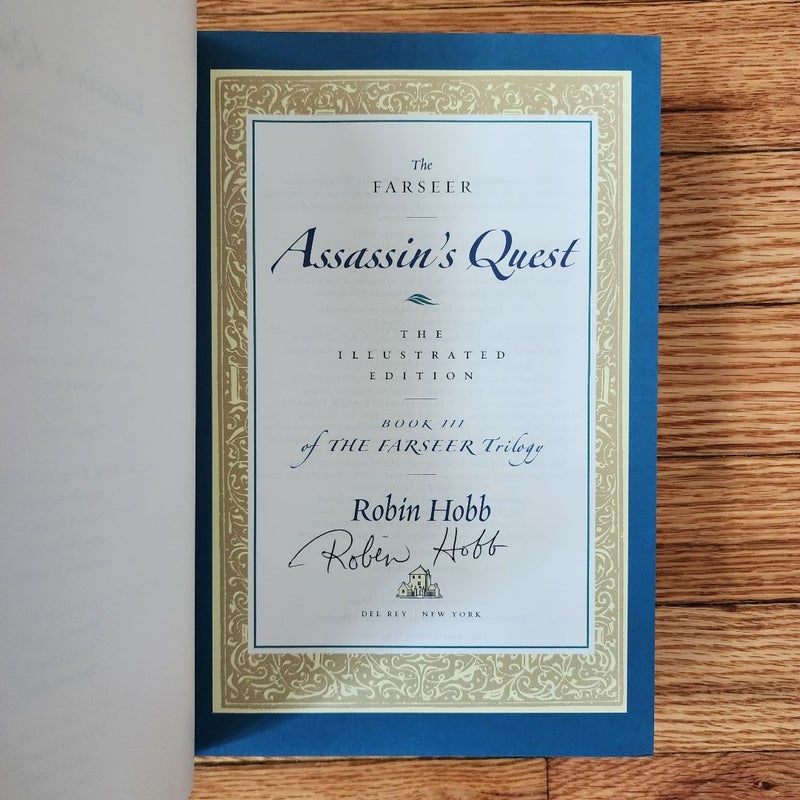 The
FARSEER
Assassin's Quest
THE
ILLUSTRATED
EDITION
BOOK III
of THE FARSEER Trilogy
Robin Hobb
Robin Hobb
DEL REY | NEW YORK